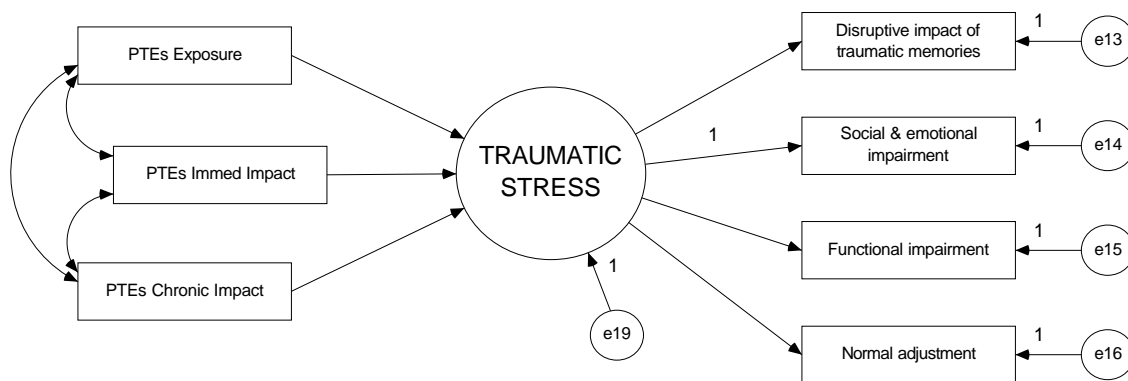 PTEs Exposure
PTEs Immed Impact
PTEs Chronic Impact
TRAUMATIC
STRESS
1
e19
1
Disruptive impact of
traumatic memories
1
e13
Social & emotional
impairment
1
e14
Functional impairment
1
e15
Normal adjustment
1
e16